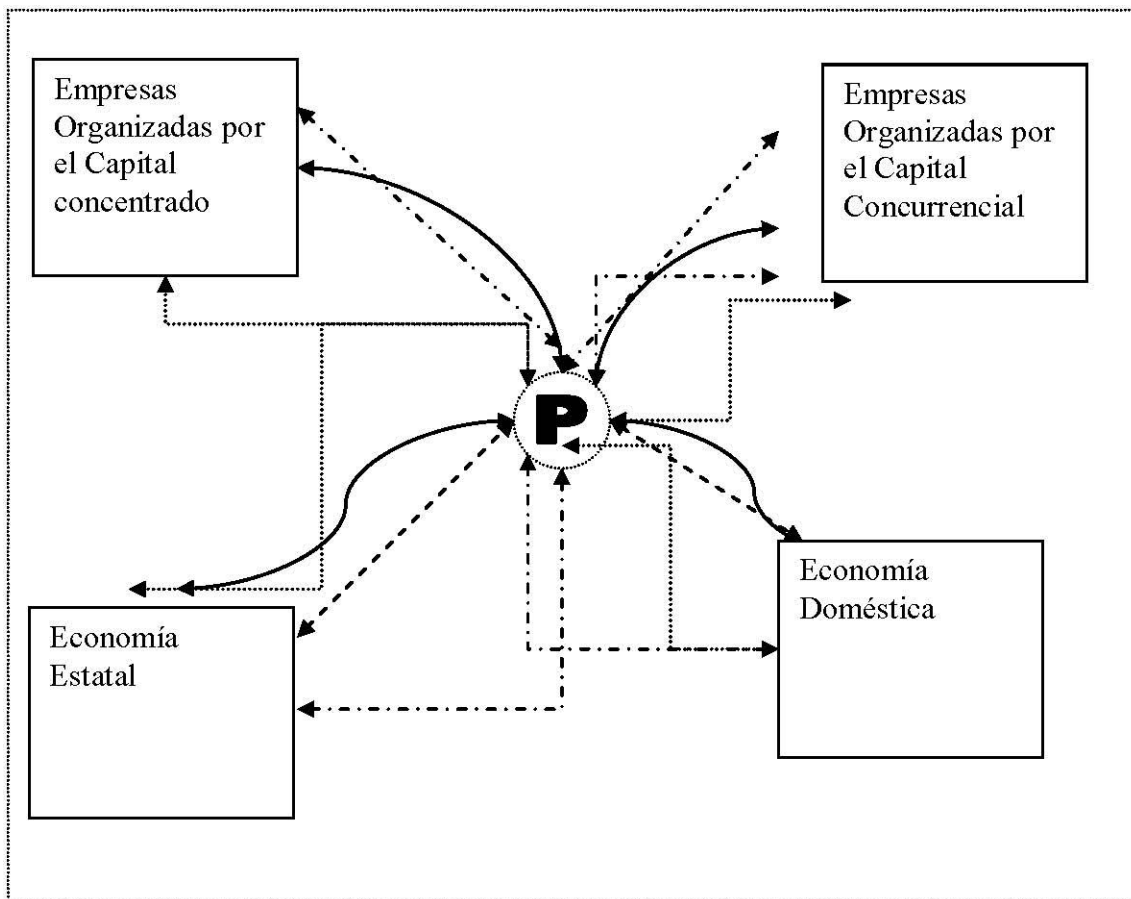 Empresas
Organizadas por
el Capital
concentrado
Empresas
Organizadas por
el Capital
Concurrencial
P
Economía
Doméstica
Economía
Estatal